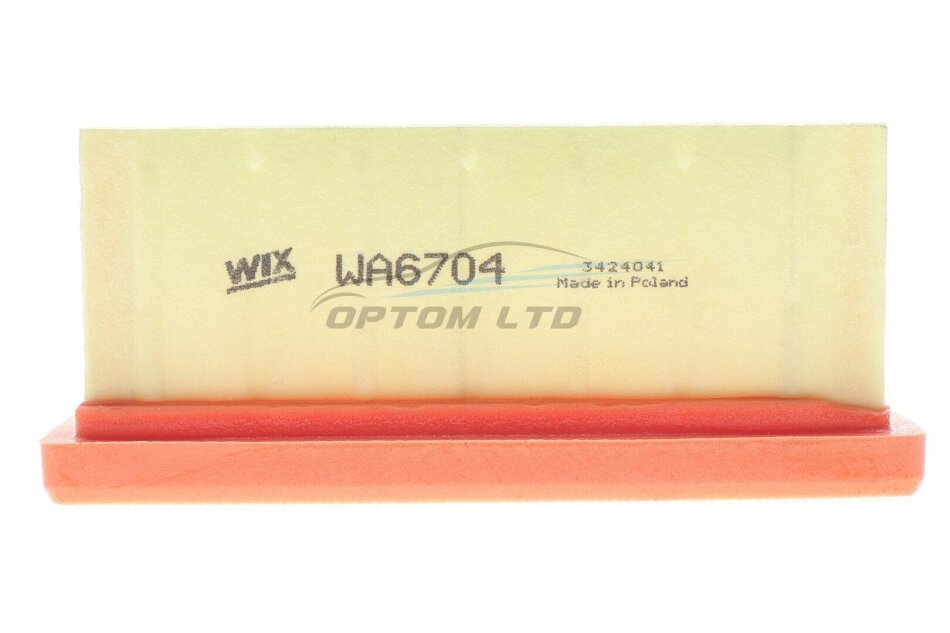 WIX WA6704 3424041
Made in Poland
OPTOM LTD